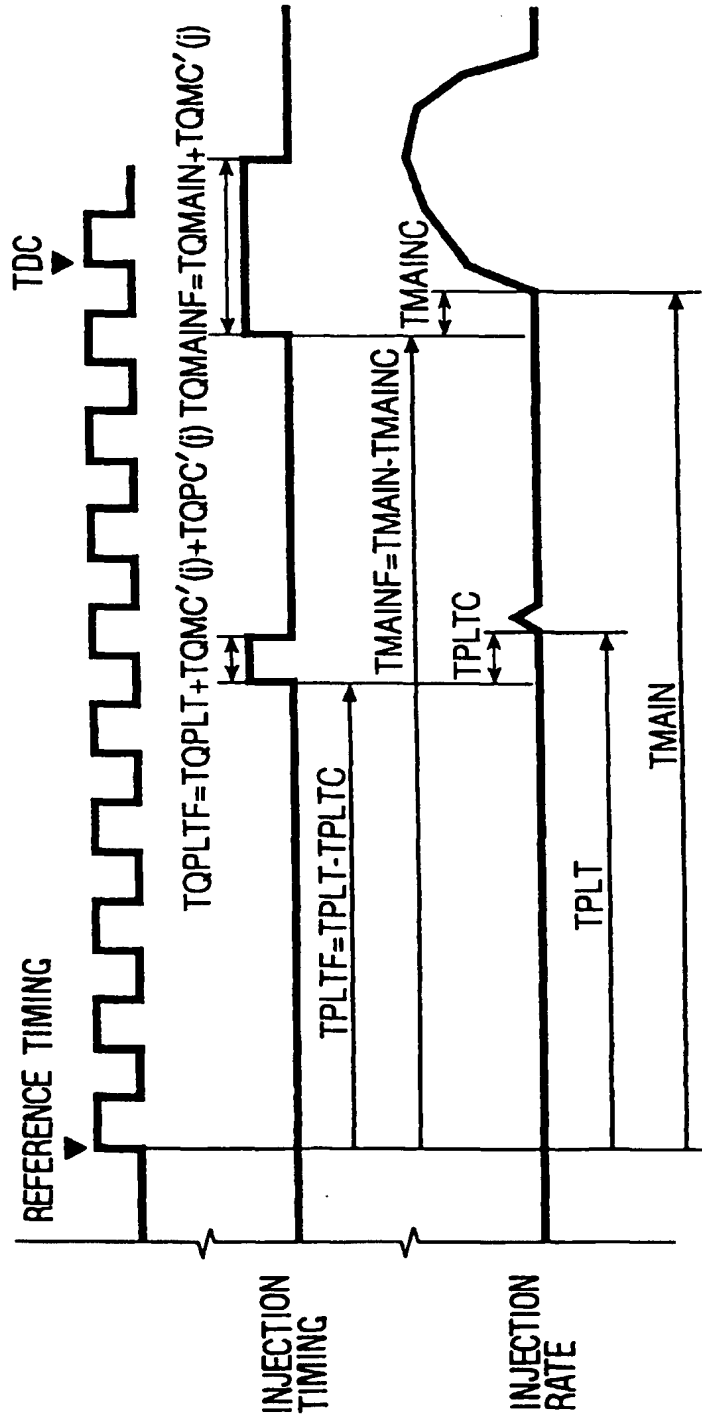 REFERENCE TIMING
TDC
TQPLTF=TQPLT+TQMC'(j)+TQPC'(j)
TQMAINF=TQMAIN+TQMC'(j)
INJECTION
TIMING
TPLTF=TPLT-TPLTC
TMAINF=TMAIN-TMAINC
TMAINC
TPLTC
INJECTION
RATE
TPLT
TMAIN